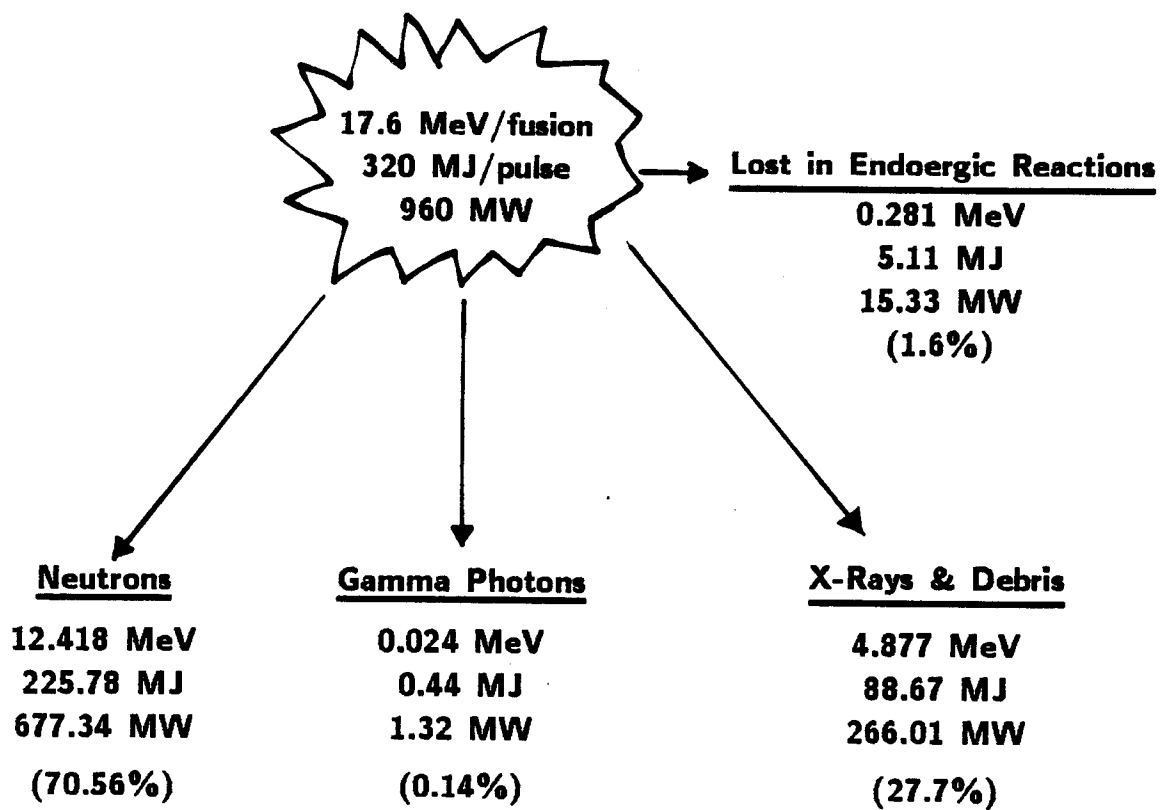 17.6 MeV/fusion
320 MJ/pulse
960 MW
Lost in Endoergic Reactions
0.281 MeV
5.11 MJ
15.33 MW
(1.6%)
Neutrons
12.418 MeV
225.78 MJ
677.34 MW
(70.56%)
Gamma Photons
0.024 MeV
0.44 MJ
1.32 MW
(0.14%)
X-Rays & Debris
4.877 MeV
88.67 MJ
266.01 MW
(27.7%)